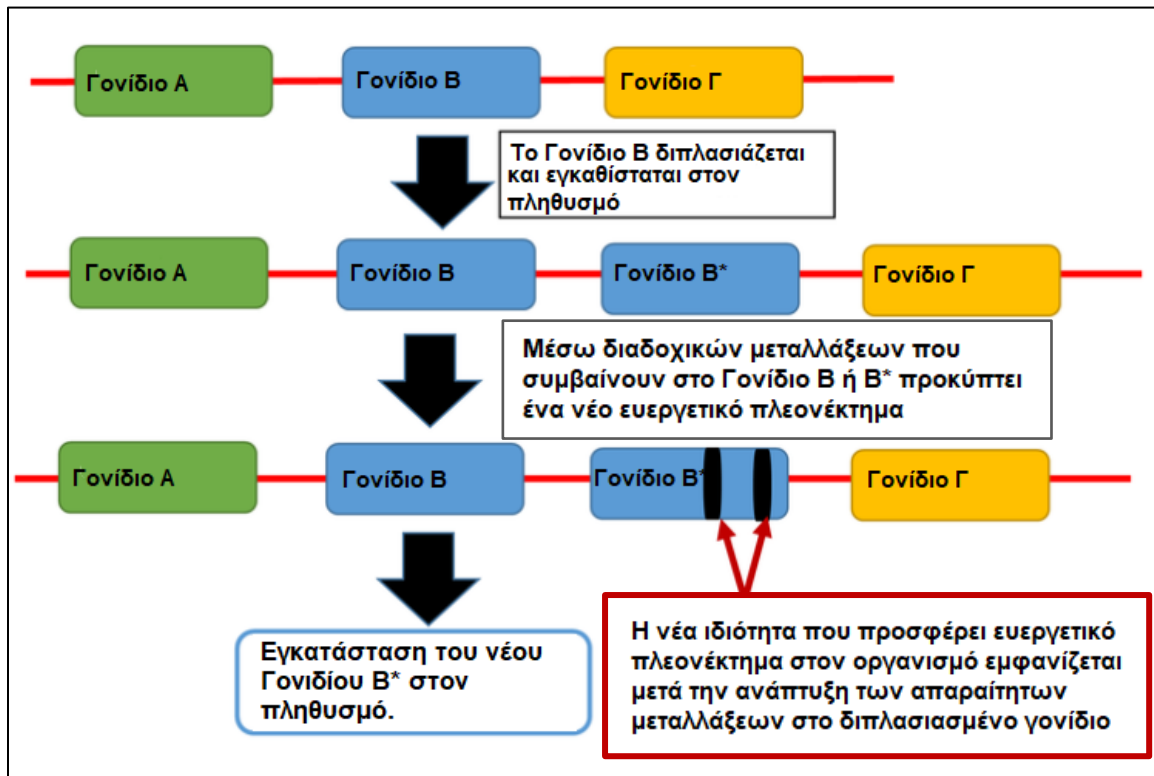 Γονίδιο Α
Γονίδιο Β
Γονίδιο Γ
Το Γονίδιο Β διπλασιάζεται
και εγκαθίσταται στον
πληθυσμό
Γονίδιο Α
Γονίδιο Β
Γονίδιο Β*
Γονίδιο Γ
Μέσω διαδοχικών μεταλλάξεων που
συμβαίνουν στο Γονίδιο Β ή Β* προκύπτει
ένα νέο ευεργετικό πλεονέκτημα
Γονίδιο Α
Γονίδιο Β
Γονίδιο Β*
Γονίδιο Γ
Εγκατάσταση του νέου
Γονιδίου Β* στον
πληθυσμό.
Η νέα ιδιότητα που προσφέρει ευεργετικό
πλεονέκτημα στον οργανισμό εμφανίζεται
μετά την ανάπτυξη των απαραίτητων
μεταλλάξεων στο διπλασιασμένο γονίδιο